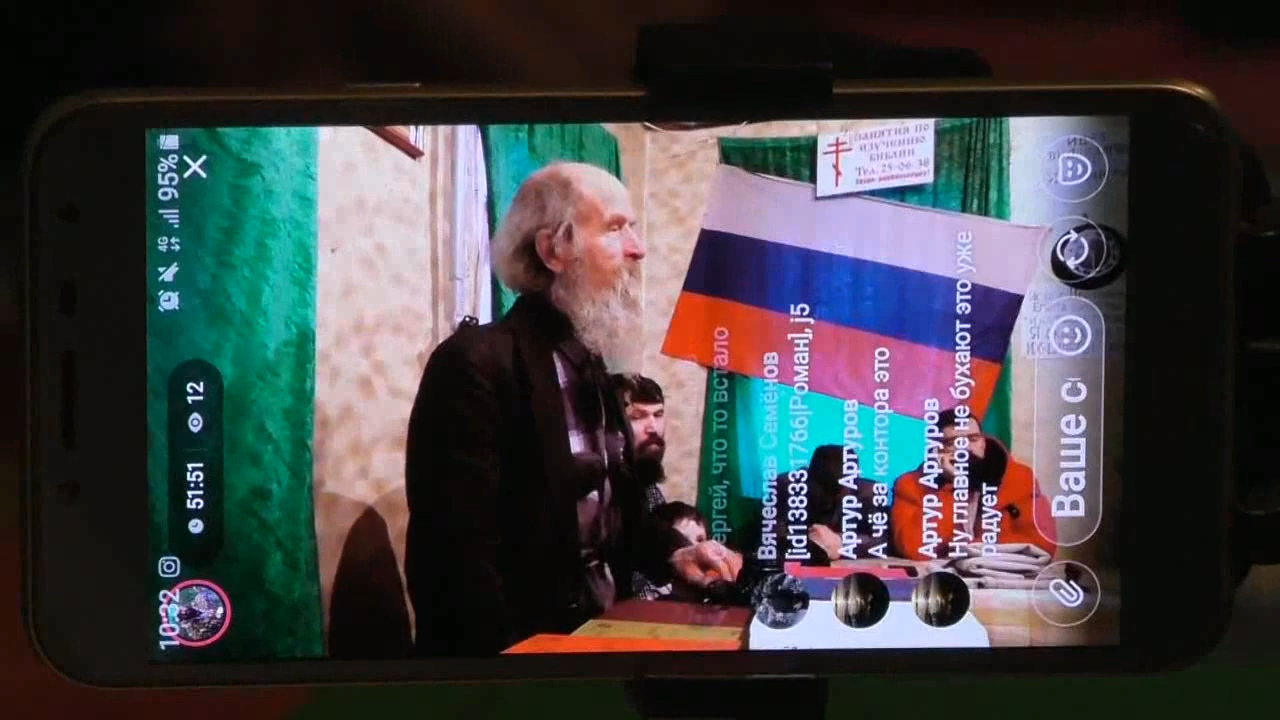 10:32
4G
95%
51:51
12
ЗАНЯТИЯ ПО
ИЗУЧЕНИЮ
БИБЛИИ
ТЕЛ. 25-06-38
ергей, что то встало
Вячеслав Семёнов
[id138331766|Роман], j5
Артур Артуров
А чё за контора это
Артур Артуров
Ну главное не бухают это уже
радует
Ваше с